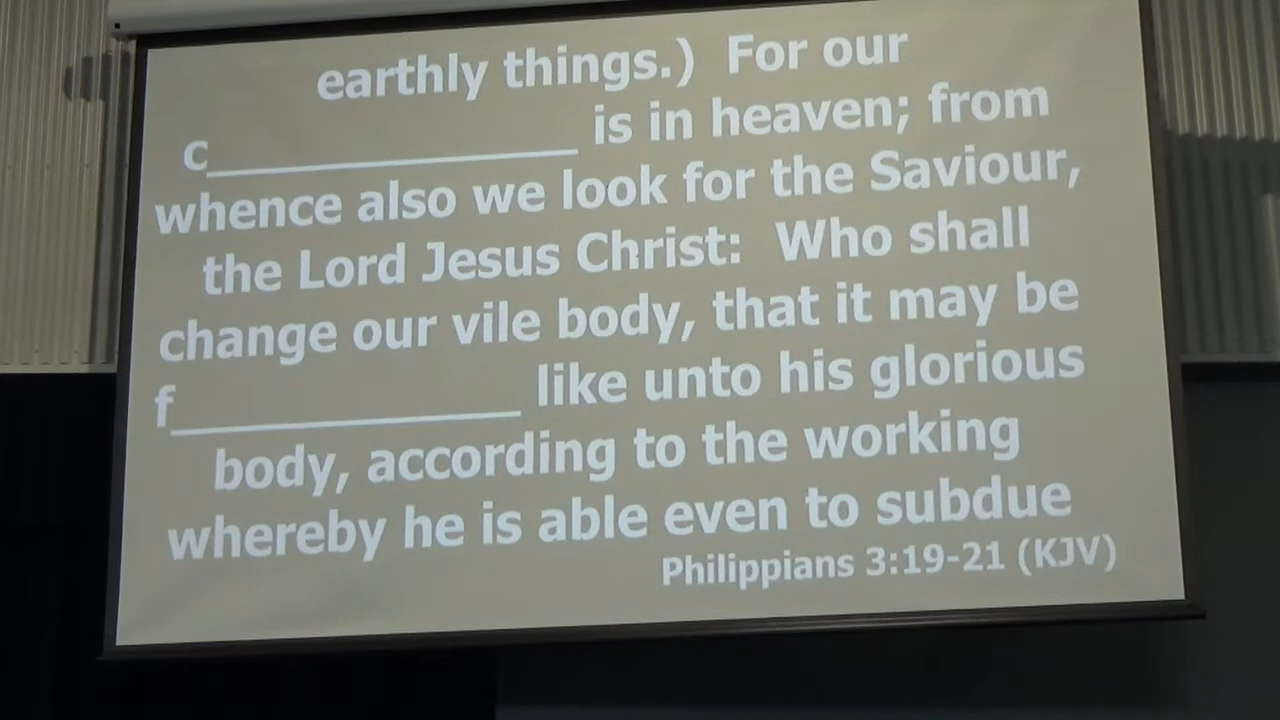 earthly things.) For our
c______________ is in heaven; from
whence also we look for the Saviour,
the Lord Jesus Christ: Who shall
change our vile body, that it may be
f_____________ like unto his glorious
body, according to the working
whereby he is able even to subdue
Philippians 3:19-21 (KJV)